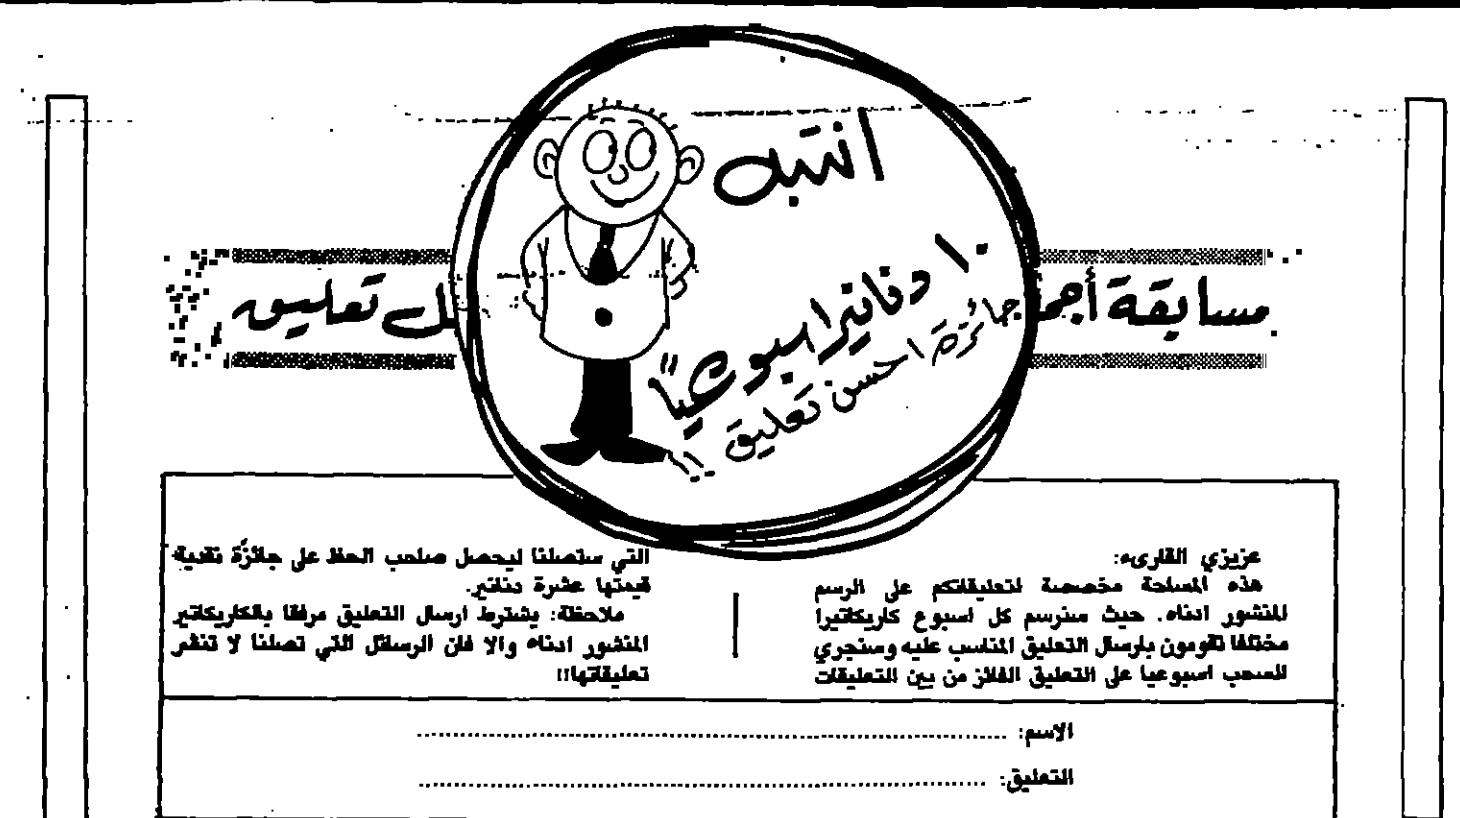 انتبه
١٠ دنانير اسبوعيًا
جائزة احسن تعليق !!
مسابقة أجمل تعليق
عزيزي القارىء:
هذه المساحة مخصصة لتعليقاتكم على الرسم
المنشور ادناه. حيث سنرسم كل اسبوع كاريكاتيرا
مختلفا تقومون بارسال التعليق المناسب عليه وسنجري
السحب اسبوعيا على التعليق الفائز من بين التعليقات
التي ستصلنا ليحصل صاحب الحظ على جائزة نقدية
قيمتها عشرة دنانير.
ملاحظة: يشترط ارسال التعليق مرفقا بالكاريكاتير
المنشور ادناه والا فان الرسائل التي تصلنا لا تنشر
تعليقاتها!!
الاسم:
التعليق: